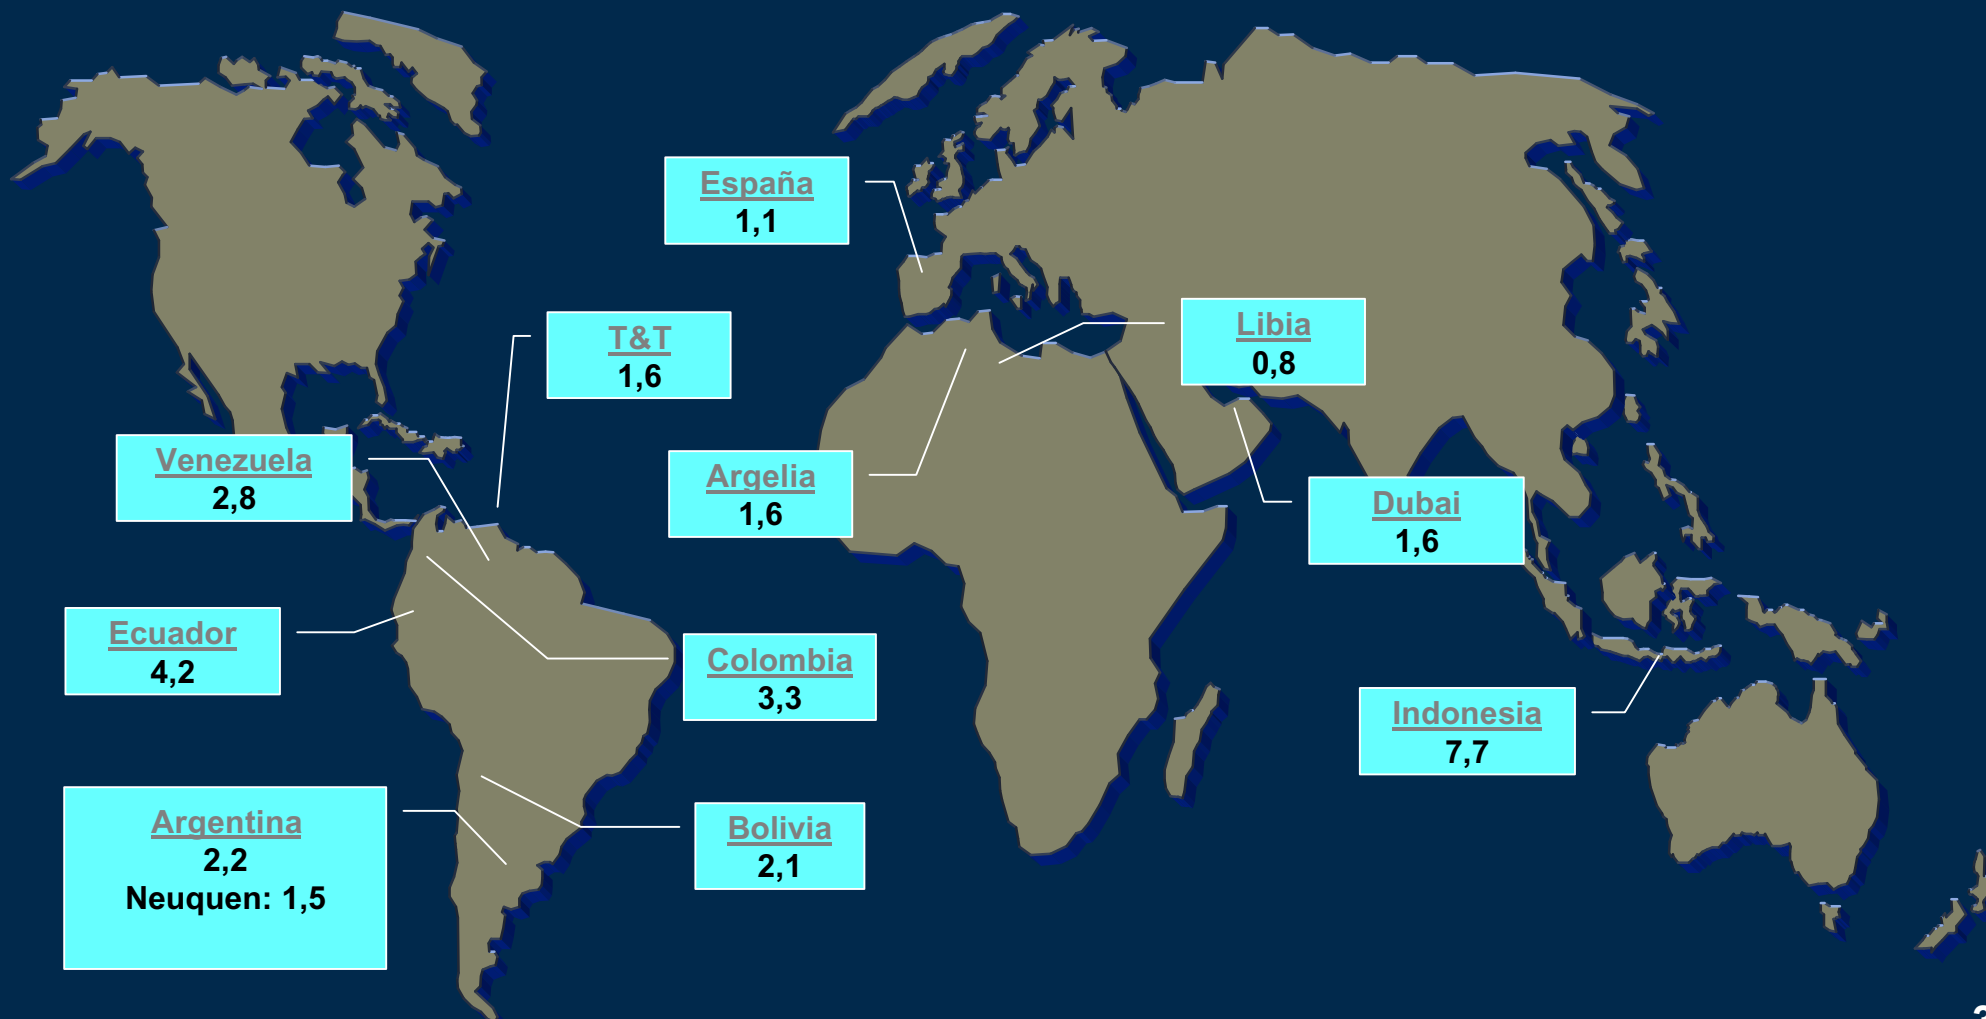 España
1,1
T&T
1,6
Libia
0,8
Venezuela
2,8
Argelia
1,6
Dubai
1,6
Ecuador
4,2
Colombia
3,3
Indonesia
7,7
Argentina
2,2
Neuquen: 1,5
Bolivia
2,1